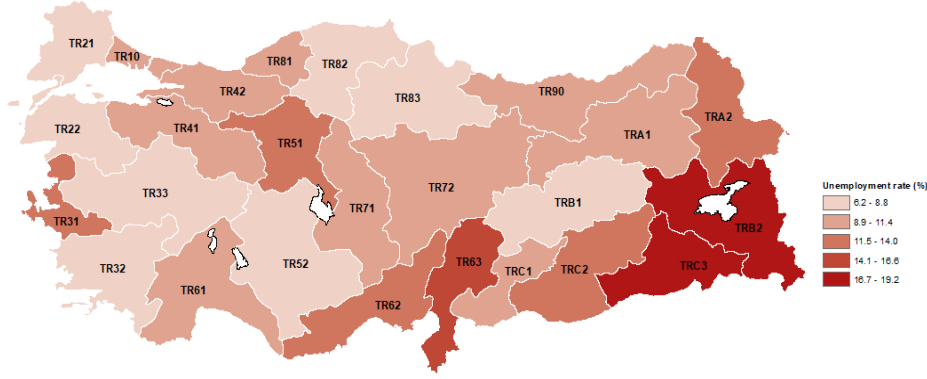 TR21
TR10
TR81
TR82
TR42
TR83
TR90
TRA2
TR22
TR41
TR51
TRA1
TR33
TR72
TR31
TR71
TRB1
TRB2
TR32
TR52
TR63
TRC1
TRC2
TRC3
TR61
TR62
Unemployment rate (%)
6.2 - 8.8
8.9 - 11.4
11.5 - 14.0
14.1 - 16.6
16.7 - 19.2